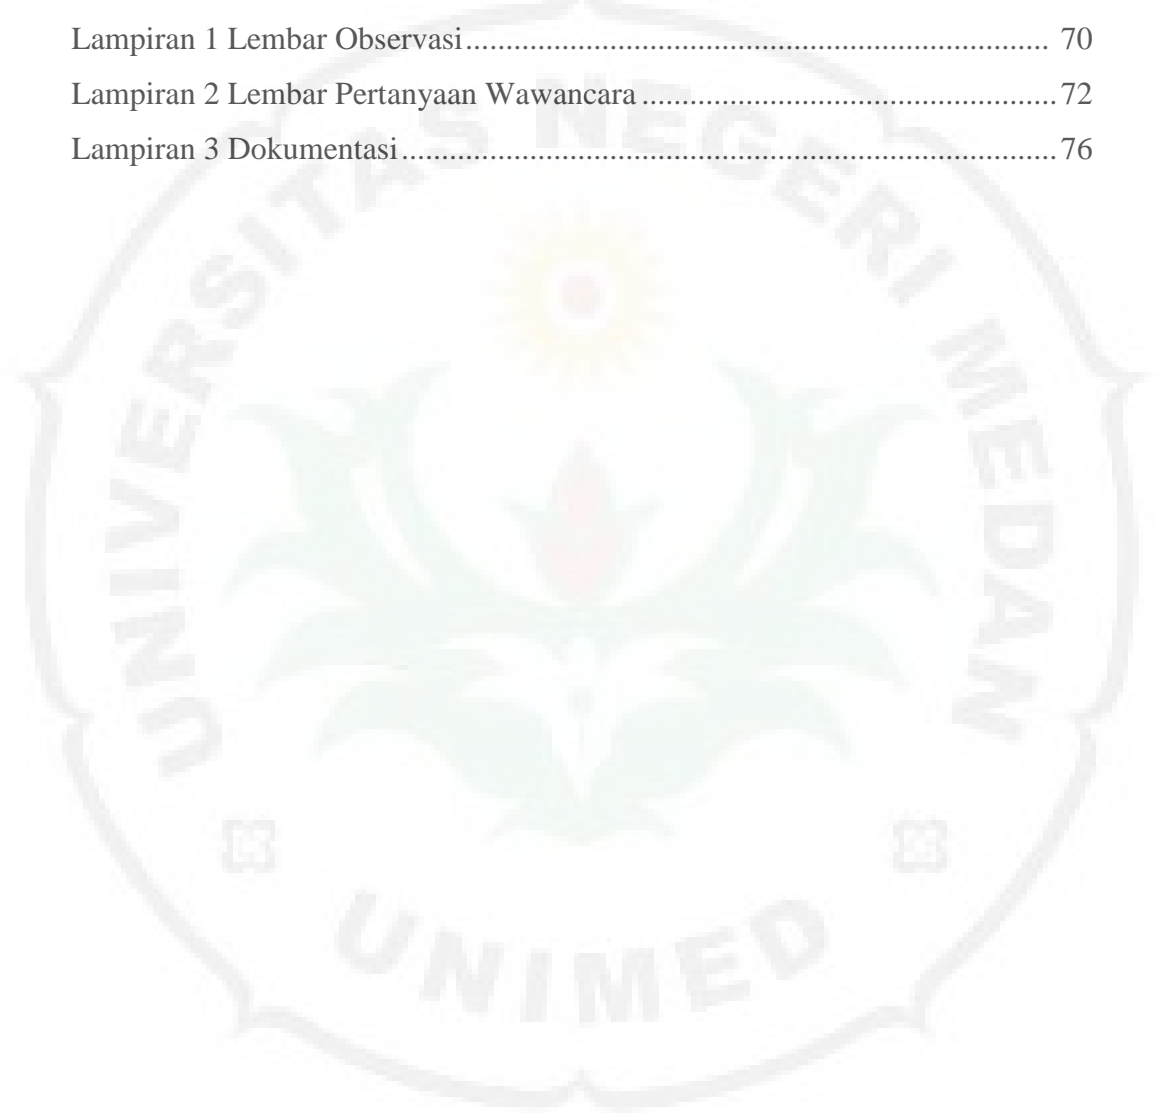 Lampiran 1 Lembar Observasi........................................................................ 70
Lampiran 2 Lembar Pertanyaan Wawancara ................................................... 72
Lampiran 3 Dokumentasi................................................................................. 76
UNIVERSITAS NEGERI MEDAN
UNIMED